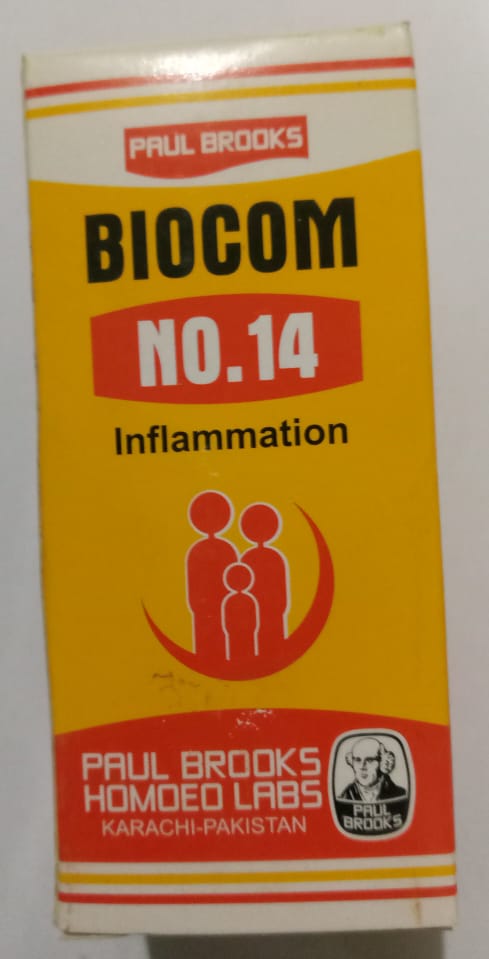 PAUL BROOKS
BIOCOM
NO.14
Inflammation
PAUL BROOKS
HOMOEO LABS
KARACHI-PAKISTAN
PAUL
BROOKS